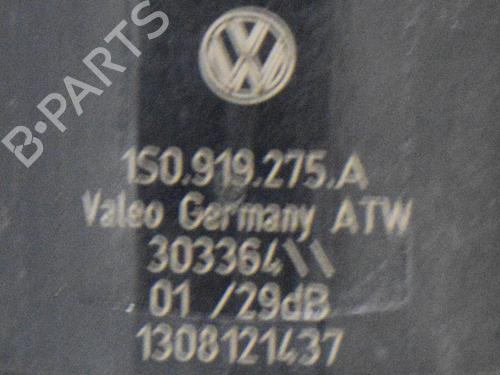 B-PARTS
1S0.919.275.A
Valeo Germany ATW
303364\\
01 /29dB
1308121437